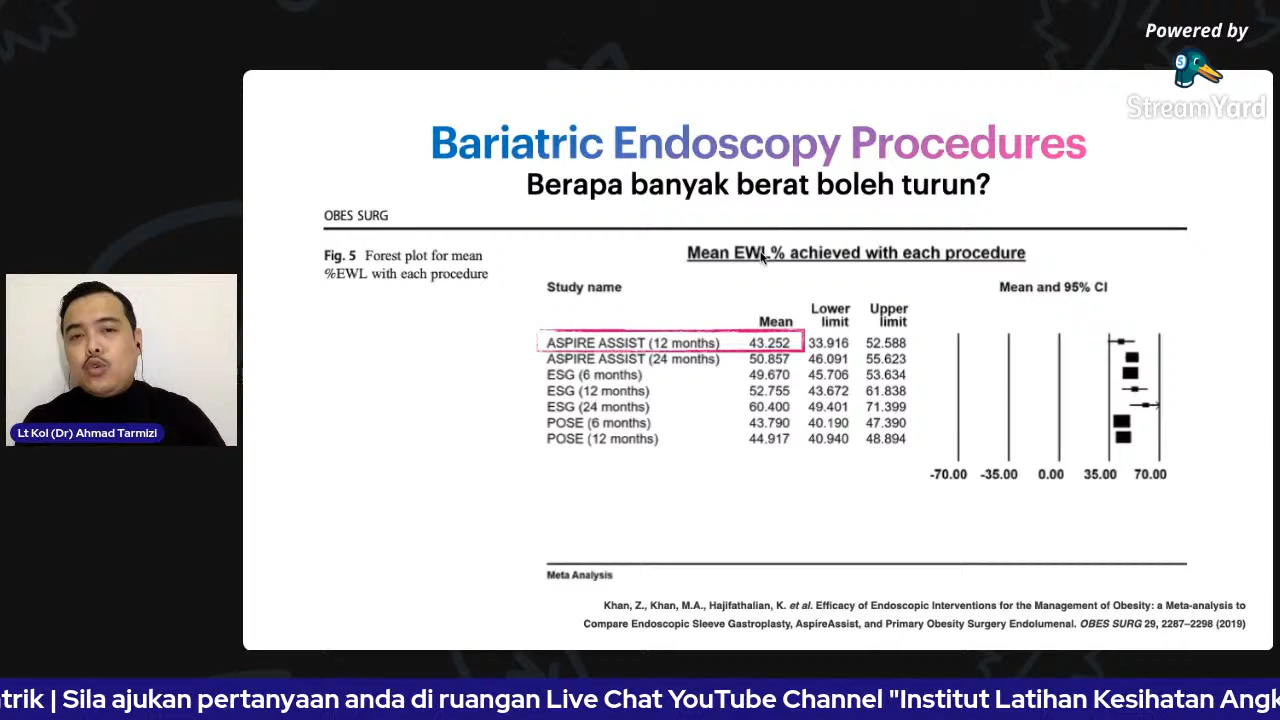 Powered by
StreamYard
Bariatric Endoscopy Procedures
Berapa banyak berat boleh turun?
OBES SURG
Fig. 5 Forest plot for mean
%EWL with each procedure
Mean EWL% achieved with each procedure
Study name
Mean and 95% CI
Mean Lower limit Upper limit
ASPIRE ASSIST (12 months) 43.252 33.916 52.588
ASPIRE ASSIST (24 months) 50.857 46.091 55.623
ESG (6 months) 49.670 45.706 53.634
ESG (12 months) 52.755 43.672 61.838
ESG (24 months) 60.400 49.401 71.399
POSE (6 months) 43.790 40.190 47.390
POSE (12 months) 44.917 40.940 48.894
-70.00 -35.00 0.00 35.00 70.00
Meta Analysis
Khan, Z., Khan, M.A., Hajifathalian, K. et al. Efficacy of Endoscopic Interventions for the Management of Obesity: a Meta-analysis to
Compare Endoscopic Sleeve Gastroplasty, AspireAssist, and Primary Obesity Surgery Endolumenal. OBES SURG 29, 2287–2298 (2019)
Lt Kol (Dr) Ahmad Tarmizi
trik | Sila ajukan pertanyaan anda di ruangan Live Chat YouTube Channel "Institut Latihan Kesihatan Angk